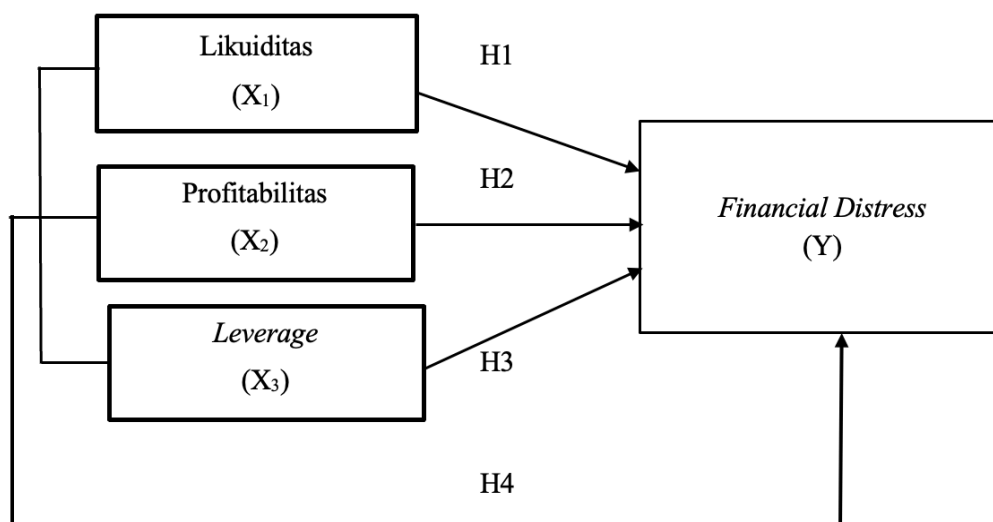 Likuiditas
(X₁)
H1
Profitabilitas
(X₂)
H2
Leverage
(X₃)
H3
Financial Distress
(Y)
H4